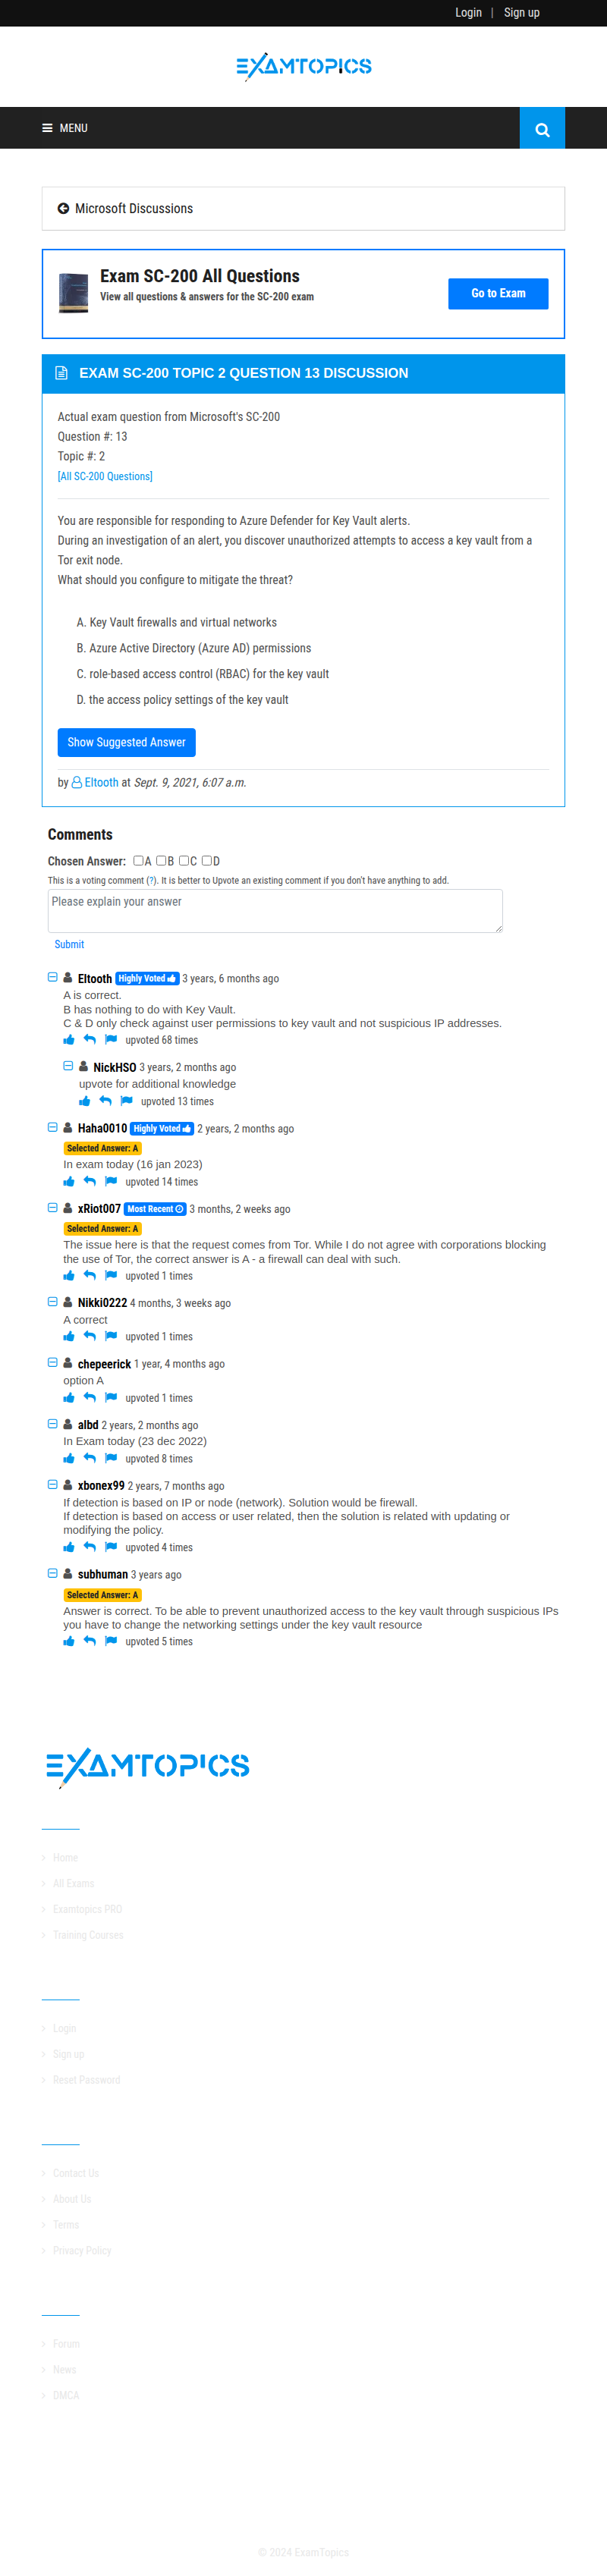 Login | Sign up
EXAMTOPICS
MENU
Microsoft Discussions
Exam SC-200 All Questions
View all questions & answers for the SC-200 exam
Go to Exam
EXAM SC-200 TOPIC 2 QUESTION 13 DISCUSSION
Actual exam question from Microsoft's SC-200
Question #: 13
Topic #: 2
[All SC-200 Questions]
You are responsible for responding to Azure Defender for Key Vault alerts.
During an investigation of an alert, you discover unauthorized attempts to access a key vault from a
Tor exit node.
What should you configure to mitigate the threat?
A. Key Vault firewalls and virtual networks
B. Azure Active Directory (Azure AD) permissions
C. role-based access control (RBAC) for the key vault
D. the access policy settings of the key vault
Show Suggested Answer
by Eltooth at Sept. 9, 2021, 6:07 a.m.
Comments
Chosen Answer: A B C D
This is a voting comment (?). It is better to Upvote an existing comment if you don't have anything to add.
Please explain your answer
Submit
Eltooth Highly Voted 3 years, 6 months ago
A is correct.
B has nothing to do with Key Vault.
C & D only check against user permissions to key vault and not suspicious IP addresses.
upvoted 68 times
NickHSO 3 years, 2 months ago
upvote for additional knowledge
upvoted 13 times
Haha0010 Highly Voted 2 years, 2 months ago
Selected Answer: A
In exam today (16 jan 2023)
upvoted 14 times
xRiot007 Most Recent 3 months, 2 weeks ago
Selected Answer: A
The issue here is that the request comes from Tor. While I do not agree with corporations blocking
the use of Tor, the correct answer is A - a firewall can deal with such.
upvoted 1 times
Nikki0222 4 months, 3 weeks ago
A correct
upvoted 1 times
chepeerick 1 year, 4 months ago
option A
upvoted 1 times
albd 2 years, 2 months ago
In Exam today (23 dec 2022)
upvoted 8 times
xbonex99 2 years, 7 months ago
If detection is based on IP or node (network). Solution would be firewall.
If detection is based on access or user related, then the solution is related with updating or
modifying the policy.
upvoted 4 times
subhuman 3 years ago
Selected Answer: A
Answer is correct. To be able to prevent unauthorized access to the key vault through suspicious IPs
you have to change the networking settings under the key vault resource
upvoted 5 times
EXAMTOPICS
Home
All Exams
Examtopics PRO
Training Courses
Login
Sign up
Reset Password
Contact Us
About Us
Terms
Privacy Policy
Forum
News
DMCA
© 2024 ExamTopics